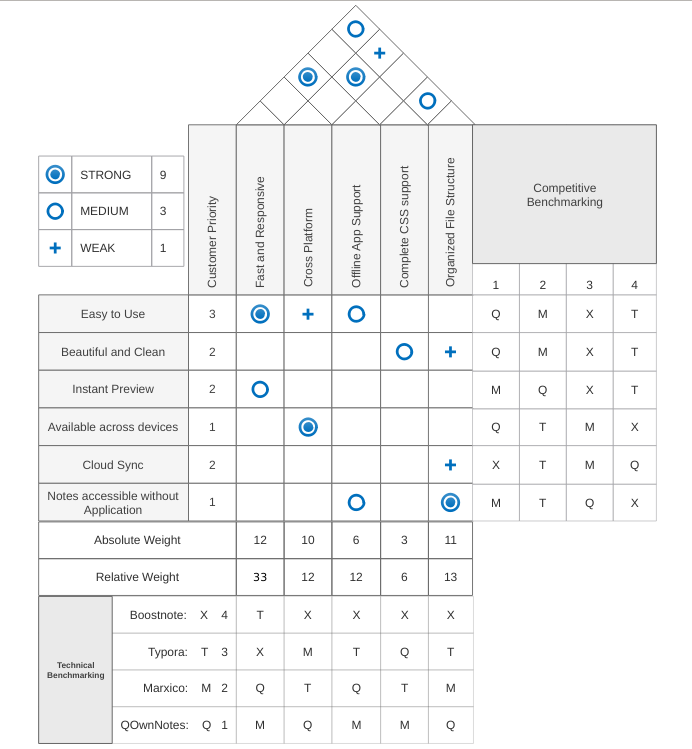 STRONG 9
MEDIUM 3
WEAK 1
Customer Priority
Fast and Responsive
Cross Platform
Offline App Support
Complete CSS support
Organized File Structure
Competitive
Benchmarking
1 2 3 4
Easy to Use 3 Q M X T
Beautiful and Clean 2 Q M X T
Instant Preview 2 M Q X T
Available across devices 1 Q T M X
Cloud Sync 2 X T M Q
Notes accessible without
Application 1 M T Q X
Absolute Weight 12 10 6 3 11
Relative Weight 33 12 12 6 13
Technical
Benchmarking
Boostnote: X 4 T X X X X
Typora: T 3 X M T Q T
Marxico: M 2 Q T Q T M
QOwnNotes: Q 1 M Q M M Q